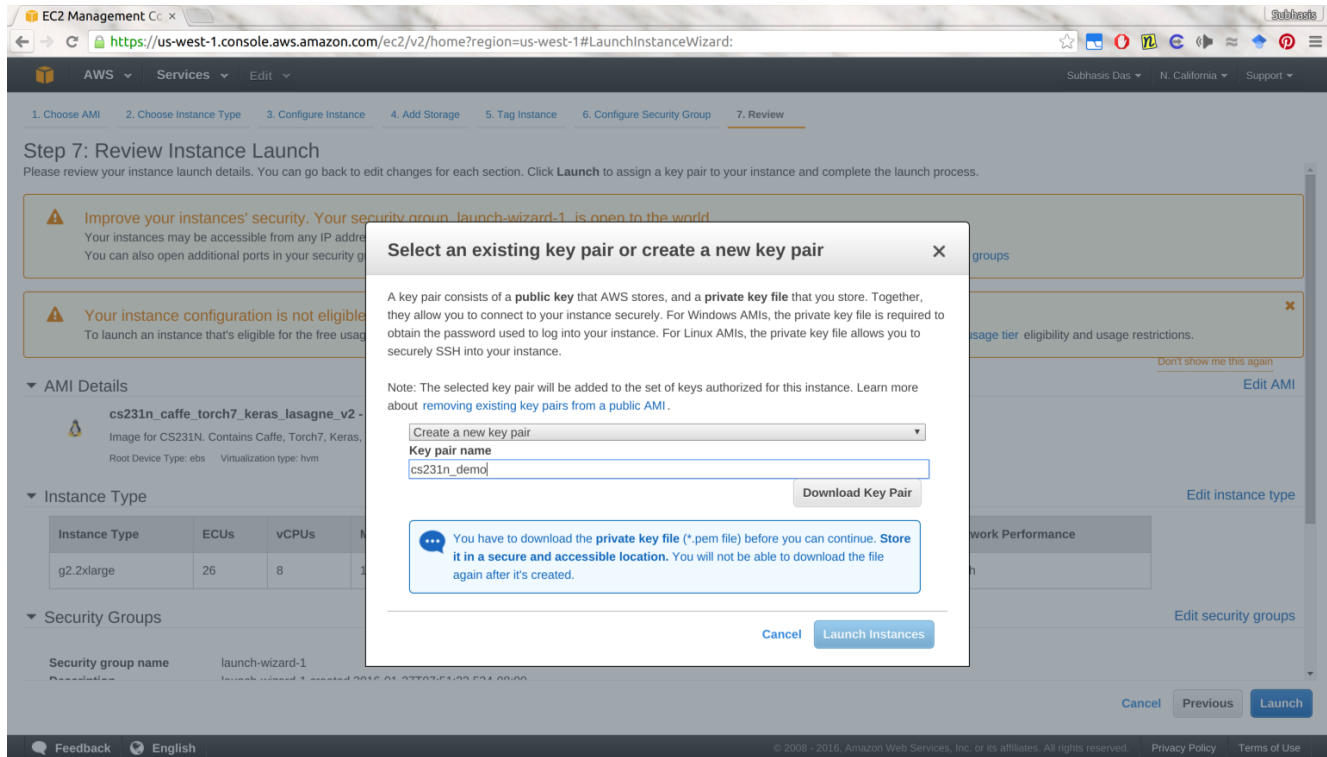 EC2 Management Co
Subhasis
https://us-west-1.console.aws.amazon.com/ec2/v2/home?region=us-west-1#LaunchInstanceWizard:
AWS Services Edit Subhasis Das N. California Support
1. Choose AMI 2. Choose Instance Type 3. Configure Instance 4. Add Storage 5. Tag Instance 6. Configure Security Group 7. Review
Step 7: Review Instance Launch
Please review your instance launch details. You can go back to edit changes for each section. Click Launch to assign a key pair to your instance and complete the launch process.
Improve your instances' security. Your security group, launch-wizard-1, is open to the world.
Your instances may be accessible from any IP addre
You can also open additional ports in your security g groups
Your instance configuration is not eligible
To launch an instance that's eligible for the free usag usage tier eligibility and usage restrictions.
Don't show me this again
AMI Details Edit AMI
cs231n_caffe_torch7_keras_lasagne_v2 -
Image for CS231N. Contains Caffe, Torch7, Keras,
Root Device Type: ebs Virtualization type: hvm
Instance Type Edit instance type
Instance Type ECUs vCPUs M work Performance
g2.2xlarge 26 8 1 h
Security Groups Edit security groups
Security group name launch-wizard-1
Description launch-wizard-1 created 2016-01-27T07:51:22.524-08:00
Select an existing key pair or create a new key pair
A key pair consists of a public key that AWS stores, and a private key file that you store. Together,
they allow you to connect to your instance securely. For Windows AMIs, the private key file is required to
obtain the password used to log into your instance. For Linux AMIs, the private key file allows you to
securely SSH into your instance.
Note: The selected key pair will be added to the set of keys authorized for this instance. Learn more
about removing existing key pairs from a public AMI.
Create a new key pair
Key pair name
cs231n_demo
Download Key Pair
You have to download the private key file (*.pem file) before you can continue. Store
it in a secure and accessible location. You will not be able to download the file
again after it's created.
Cancel Launch Instances
Cancel Previous Launch
Feedback English © 2008 - 2016, Amazon Web Services, Inc. or its affiliates. All rights reserved. Privacy Policy Terms of Use